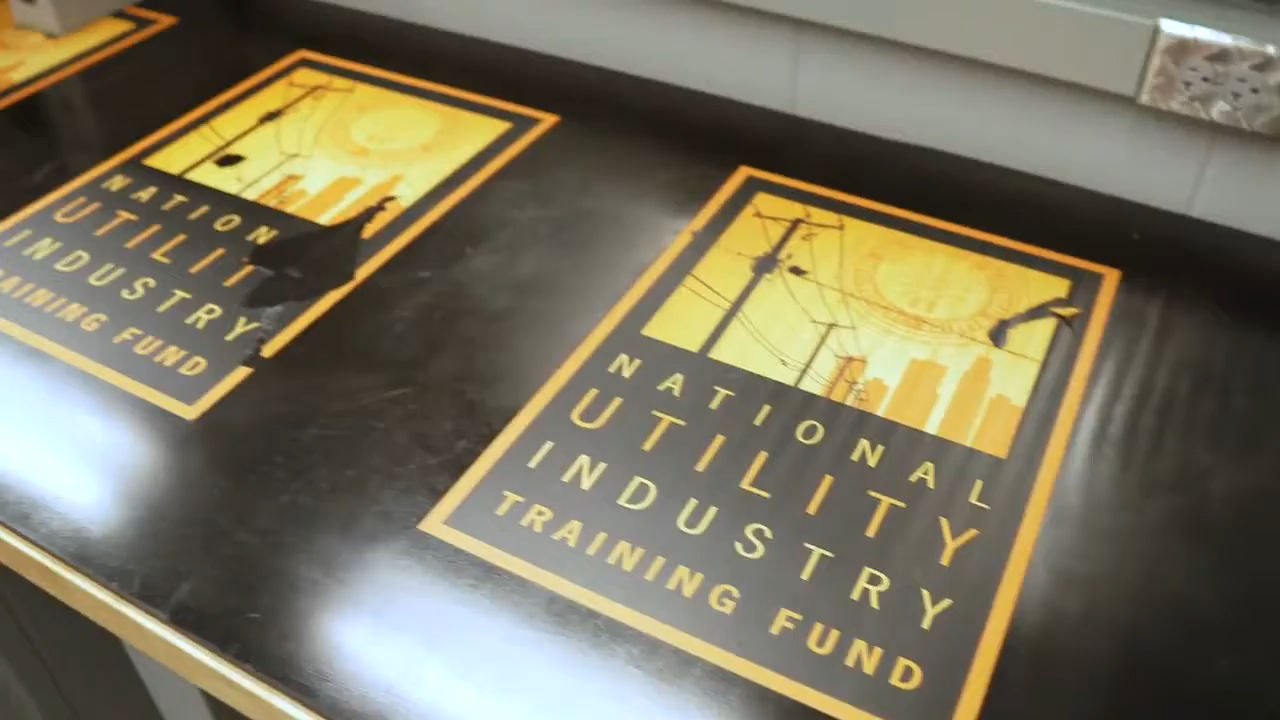 NATION
UTILIT
INDUSTRY
TRAINING FUND
NATIONAL
UTILITY
INDUSTRY
TRAINING FUND